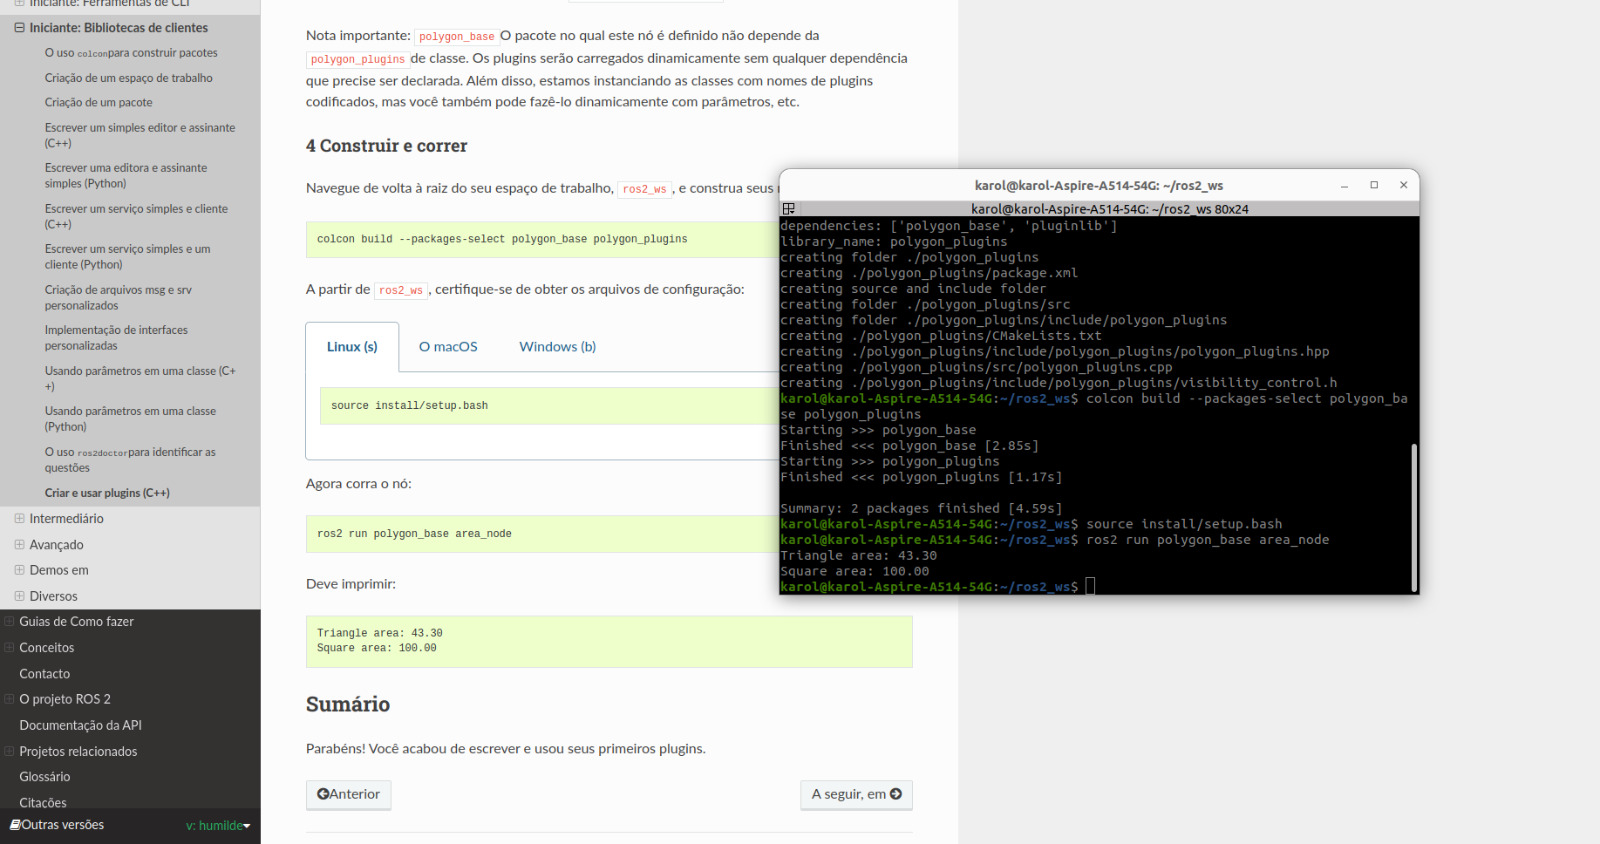 Iniciante: Ferramentas de CLI
Iniciante: Bibliotecas de clientes
O uso colcon para construir pacotes
Criação de um espaço de trabalho
Criação de um pacote
Escrever um simples editor e assinante
(C++)
Escrever uma editora e assinante
simples (Python)
Escrever um serviço simples e cliente
(C++)
Escrever um serviço simples e um
cliente (Python)
Criação de arquivos msg e srv
personalizados
Implementação de interfaces
personalizadas
Usando parâmetros em uma classe (C+
+)
Usando parâmetros em uma classe
(Python)
O uso ros2doctor para identificar as
questões
Criar e usar plugins (C++)
Intermediário
Avançado
Demos em
Diversos
Guias de Como fazer
Conceitos
Contacto
O projeto ROS 2
Documentação da API
Projetos relacionados
Glossário
Citações
Outras versões v: humilde
Nota importante: polygon_base O pacote no qual este nó é definido não depende da
polygon_plugins de classe. Os plugins serão carregados dinamicamente sem qualquer dependência
que precise ser declarada. Além disso, estamos instanciando as classes com nomes de plugins
codificados, mas você também pode fazê-lo dinamicamente com parâmetros, etc.
4 Construir e correr
Navegue de volta à raiz do seu espaço de trabalho, ros2_ws , e construa seus
colcon build --packages-select polygon_base polygon_plugins
A partir de ros2_ws , certifique-se de obter os arquivos de configuração:
Linux (s) O macOS Windows (b)
source install/setup.bash
Agora corra o nó:
ros2 run polygon_base area_node
Deve imprimir:
Triangle area: 43.30
Square area: 100.00
Sumário
Parabéns! Você acabou de escrever e usou seus primeiros plugins.
Anterior A seguir, em
karol@karol-Aspire-A514-54G: ~/ros2_ws
karol@karol-Aspire-A514-54G: ~/ros2_ws 80x24
dependencies: ['polygon_base', 'pluginlib']
library_name: polygon_plugins
creating folder ./polygon_plugins
creating ./polygon_plugins/package.xml
creating source and include folder
creating folder ./polygon_plugins/src
creating folder ./polygon_plugins/include/polygon_plugins
creating ./polygon_plugins/CMakeLists.txt
creating ./polygon_plugins/include/polygon_plugins/polygon_plugins.hpp
creating ./polygon_plugins/src/polygon_plugins.cpp
creating ./polygon_plugins/include/polygon_plugins/visibility_control.h
karol@karol-Aspire-A514-54G:~/ros2_ws$ colcon build --packages-select polygon_ba
se polygon_plugins
Starting >>> polygon_base
Finished <<< polygon_base [2.85s]
Starting >>> polygon_plugins
Finished <<< polygon_plugins [1.17s]
Summary: 2 packages finished [4.59s]
karol@karol-Aspire-A514-54G:~/ros2_ws$ source install/setup.bash
karol@karol-Aspire-A514-54G:~/ros2_ws$ ros2 run polygon_base area_node
Triangle area: 43.30
Square area: 100.00
karol@karol-Aspire-A514-54G:~/ros2_ws$